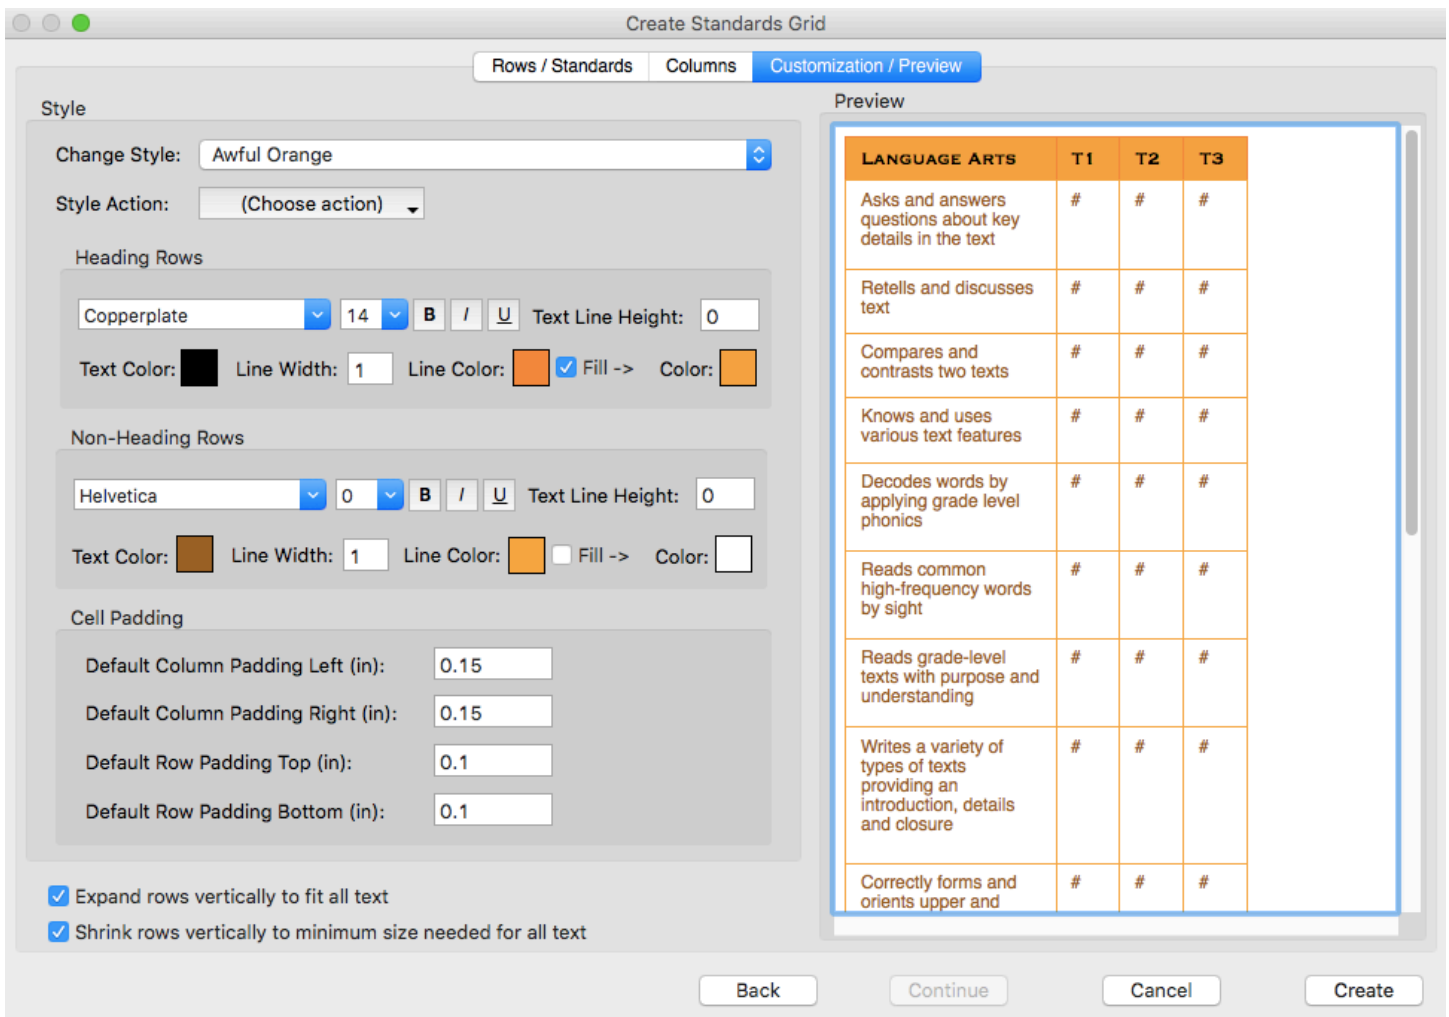 Create Standards Grid
Rows / Standards Columns Customization / Preview
Style
Change Style: Awful Orange
Style Action: (Choose action)
Heading Rows
Copperplate 14 B I U Text Line Height: 0
Text Color: Line Width: 1 Line Color: Fill -> Color:
Non-Heading Rows
Helvetica 0 B I U Text Line Height: 0
Text Color: Line Width: 1 Line Color: Fill -> Color:
Cell Padding
Default Column Padding Left (in): 0.15
Default Column Padding Right (in): 0.15
Default Row Padding Top (in): 0.1
Default Row Padding Bottom (in): 0.1
Expand rows vertically to fit all text
Shrink rows vertically to minimum size needed for all text
Preview
Language Arts T1 T2 T3
Asks and answers # # #
questions about key
details in the text
Retells and discusses # # #
text
Compares and # # #
contrasts two texts
Knows and uses # # #
various text features
Decodes words by # # #
applying grade level
phonics
Reads common # # #
high-frequency words
by sight
Reads grade-level # # #
texts with purpose and
understanding
Writes a variety of # # #
types of texts
providing an
introduction, details
and closure
Correctly forms and # # #
orients upper and
Back Continue Cancel Create